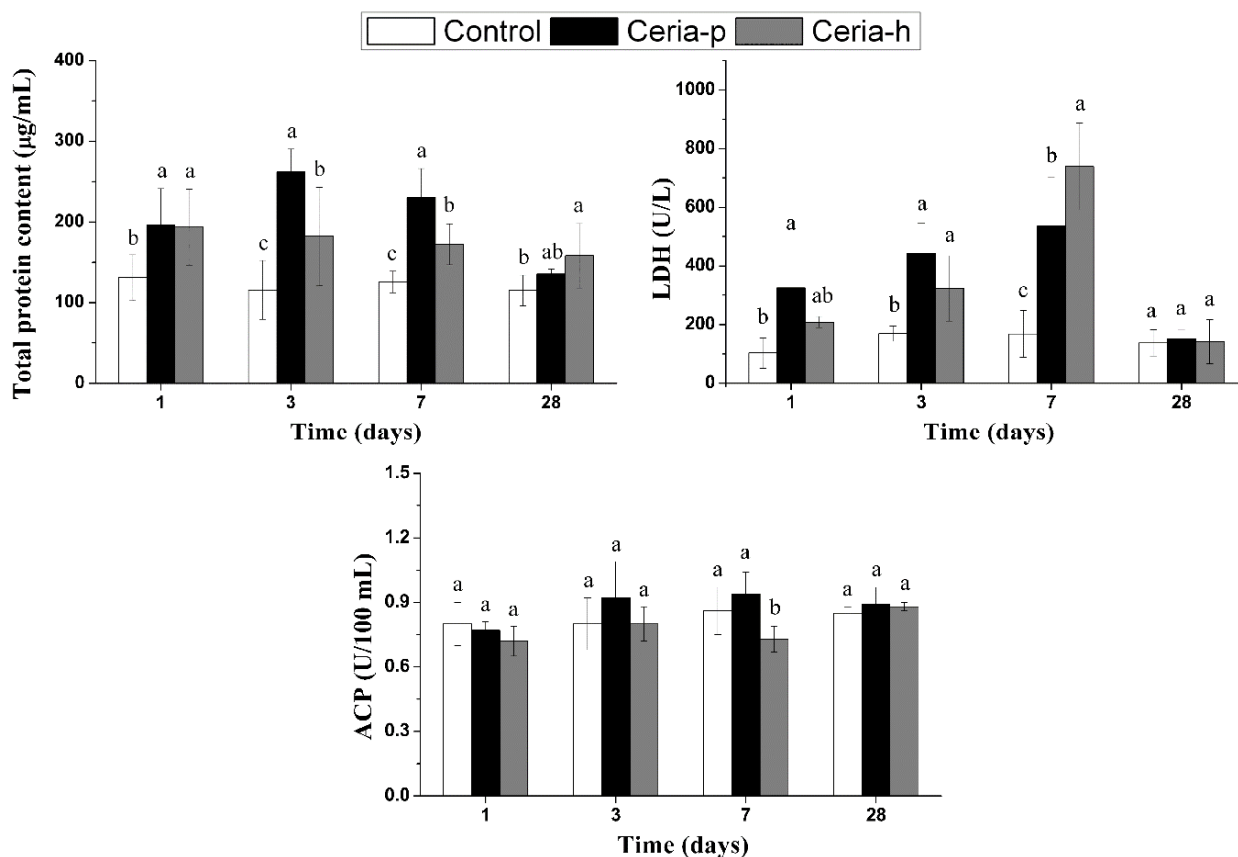 Control Ceria-p Ceria-h
Total protein content (µg/mL)
400
300
200
100
0
b a a
c a b
c a b
b ab a
1 3 7 28
Time (days)
LDH (U/L)
1000
800
600
400
200
0
b a ab
b a a
c b a
a a a
1 3 7 28
Time (days)
ACP (U/100 mL)
1.5
1.2
0.9
0.6
0.3
0.0
a a a
a a a
a a b
a a a
1 3 7 28
Time (days)